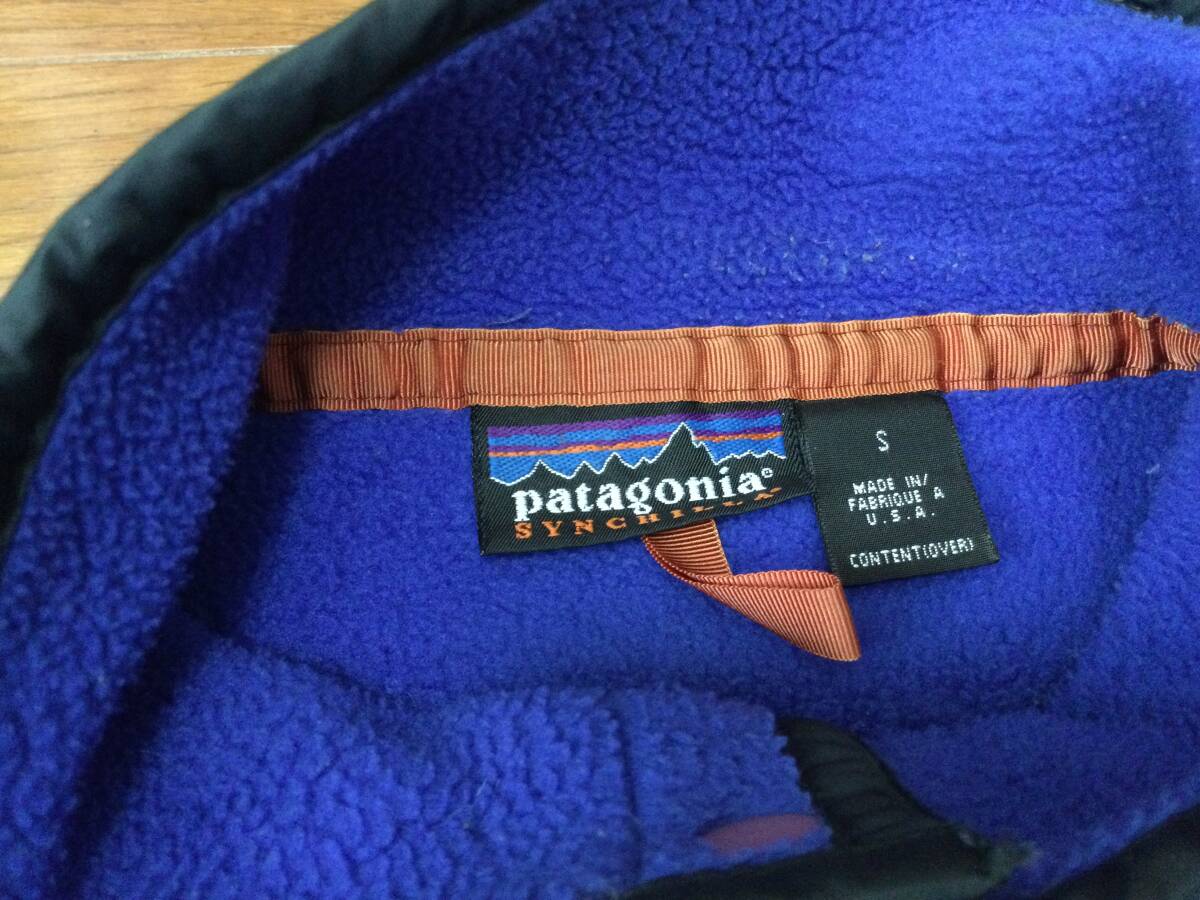 patagonia®
SYNCHILLA
S
MADE IN/
FABRIQUE A
U.S.A.
CONTENT(OVER)